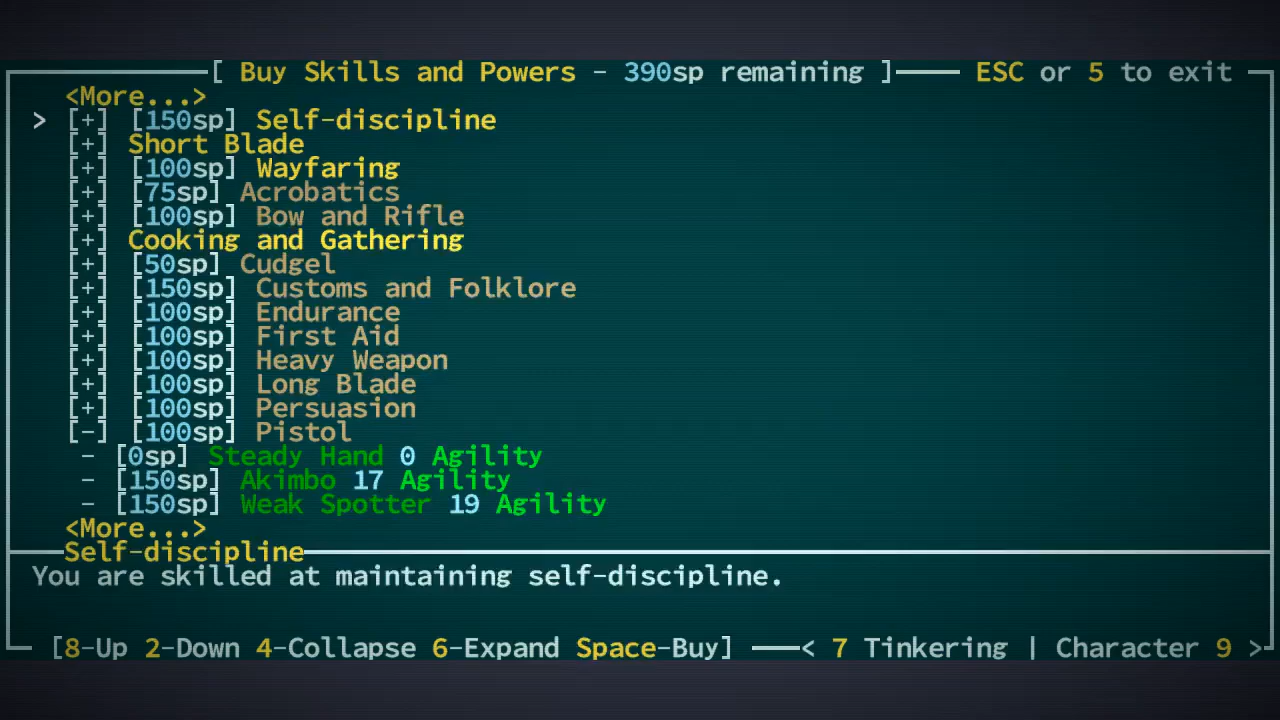 [ Buy Skills and Powers - 390sp remaining ] ESC or 5 to exit
<More...>
> [+] [150sp] Self-discipline
[+] Short Blade
[+] [100sp] Wayfaring
[+] [75sp] Acrobatics
[+] [100sp] Bow and Rifle
[+] Cooking and Gathering
[+] [50sp] Cudgel
[+] [150sp] Customs and Folklore
[+] [100sp] Endurance
[+] [100sp] First Aid
[+] [100sp] Heavy Weapon
[+] [100sp] Long Blade
[+] [100sp] Persuasion
[-] [100sp] Pistol
- [0sp] Steady Hand 0 Agility
- [150sp] Akimbo 17 Agility
- [150sp] Weak Spotter 19 Agility
<More...>
Self-discipline
You are skilled at maintaining self-discipline.
[8-Up 2-Down 4-Collapse 6-Expand Space-Buy] < 7 Tinkering | Character 9 >